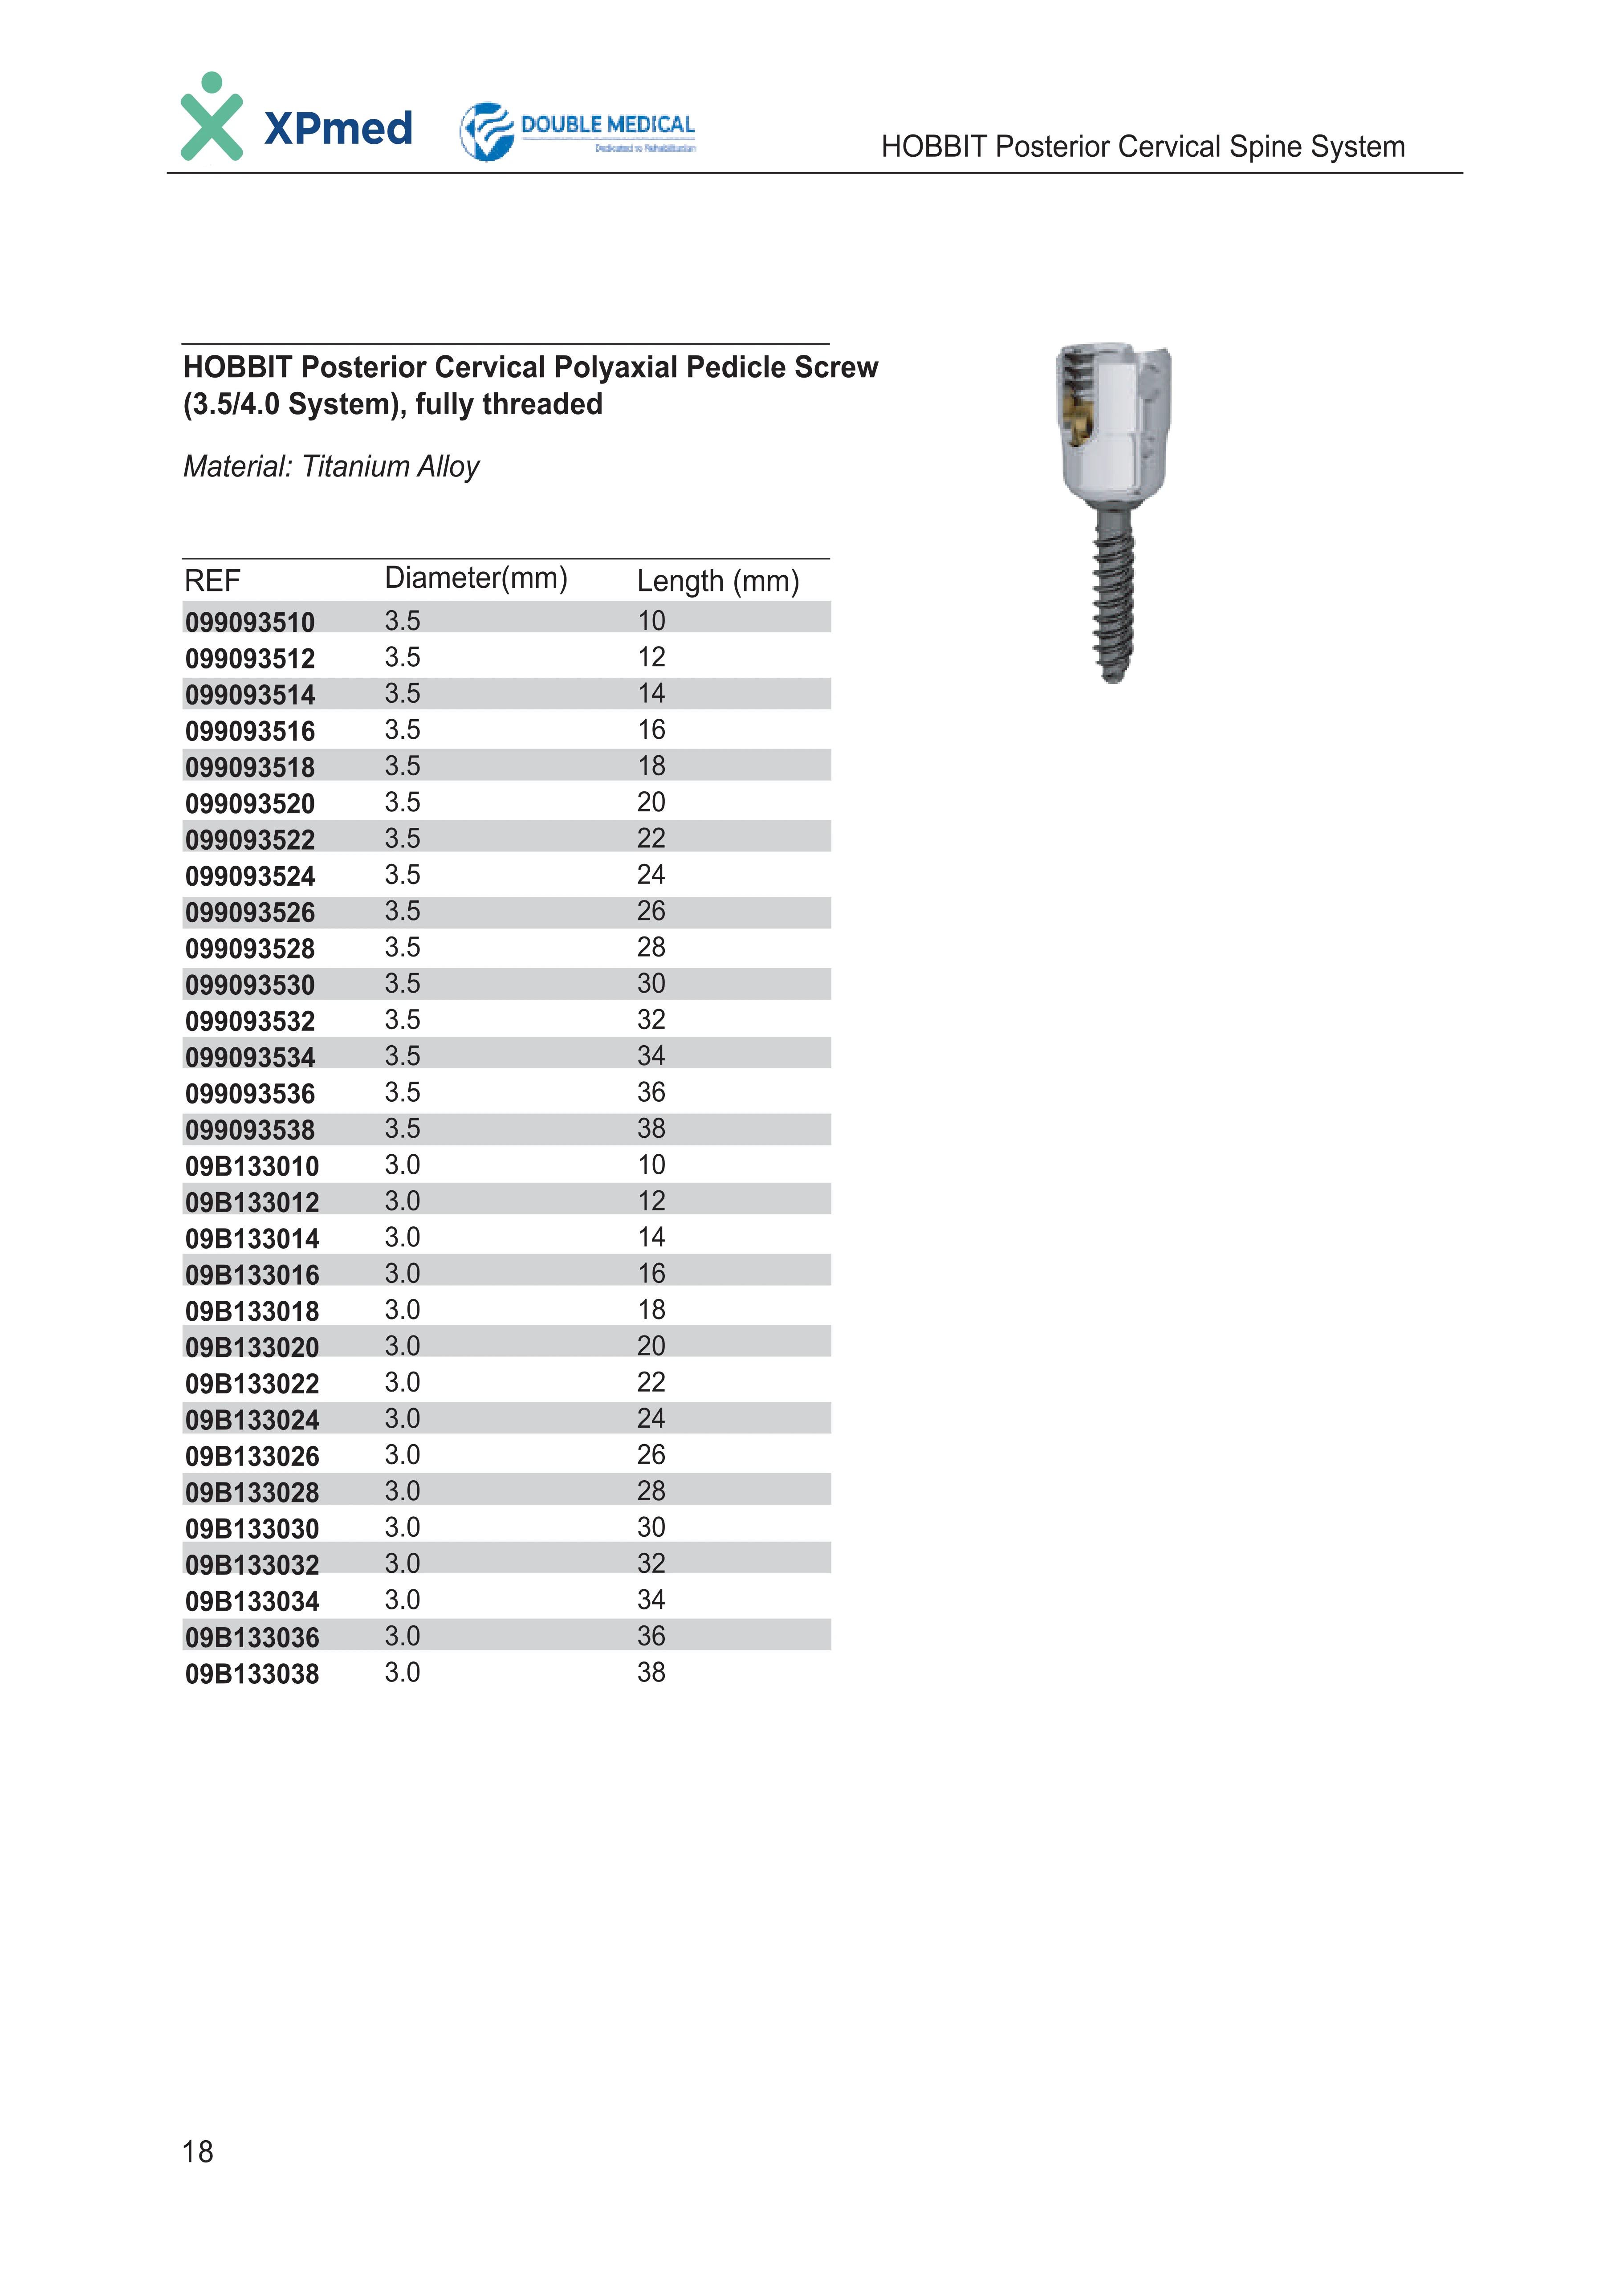 XPmed
DOUBLE MEDICAL
Dedicated to Rehabilitation
HOBBIT Posterior Cervical Spine System
HOBBIT Posterior Cervical Polyaxial Pedicle Screw
(3.5/4.0 System), fully threaded
Material: Titanium Alloy
REF Diameter(mm) Length (mm)
099093510 3.5 10
099093512 3.5 12
099093514 3.5 14
099093516 3.5 16
099093518 3.5 18
099093520 3.5 20
099093522 3.5 22
099093524 3.5 24
099093526 3.5 26
099093528 3.5 28
099093530 3.5 30
099093532 3.5 32
099093534 3.5 34
099093536 3.5 36
099093538 3.5 38
09B133010 3.0 10
09B133012 3.0 12
09B133014 3.0 14
09B133016 3.0 16
09B133018 3.0 18
09B133020 3.0 20
09B133022 3.0 22
09B133024 3.0 24
09B133026 3.0 26
09B133028 3.0 28
09B133030 3.0 30
09B133032 3.0 32
09B133034 3.0 34
09B133036 3.0 36
09B133038 3.0 38
18